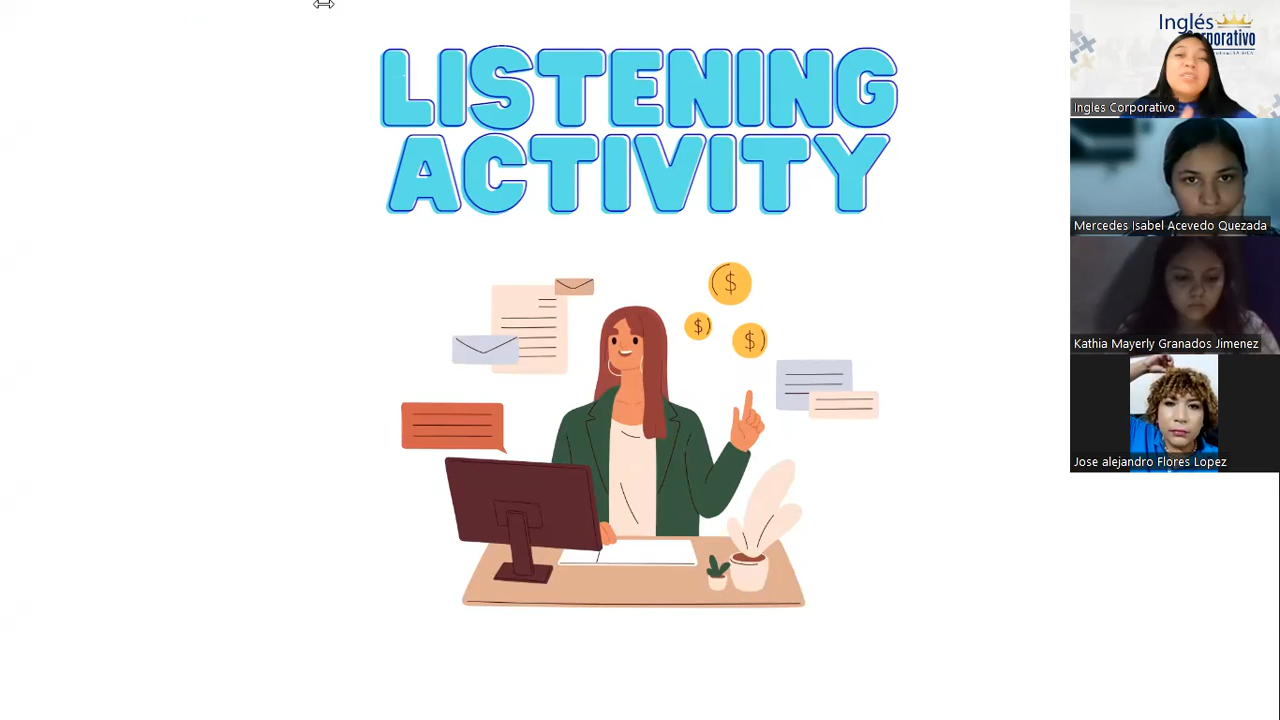 LISTENING
ACTIVITY
$
$
$
Inglés
Corporativo
Ingles Corporativo
Mercedes Isabel Acevedo Quezada
Kathia Mayerly Granados Jimenez
Jose alejandro Flores Lopez